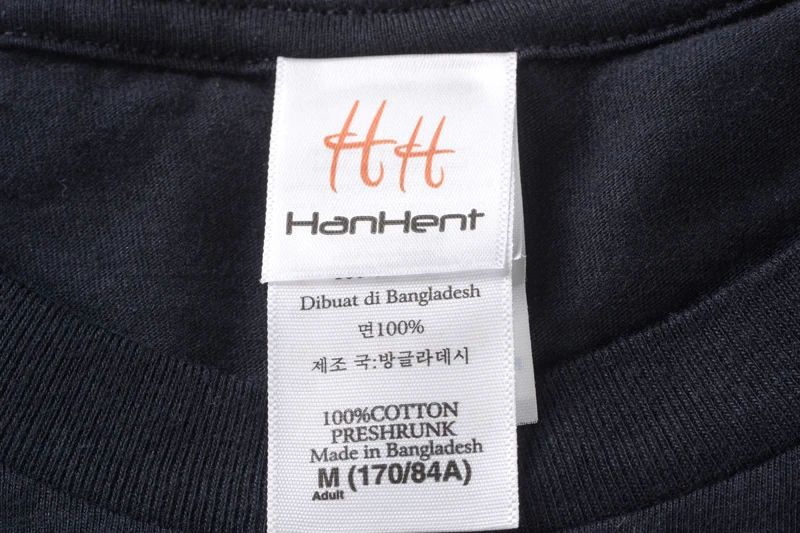 HH
HanHent
Dibuat di Bangladesh
면100%
제조 국:방글라데시
100%COTTON
PRESHRUNK
Made in Bangladesh
M (170/84A)
Adult